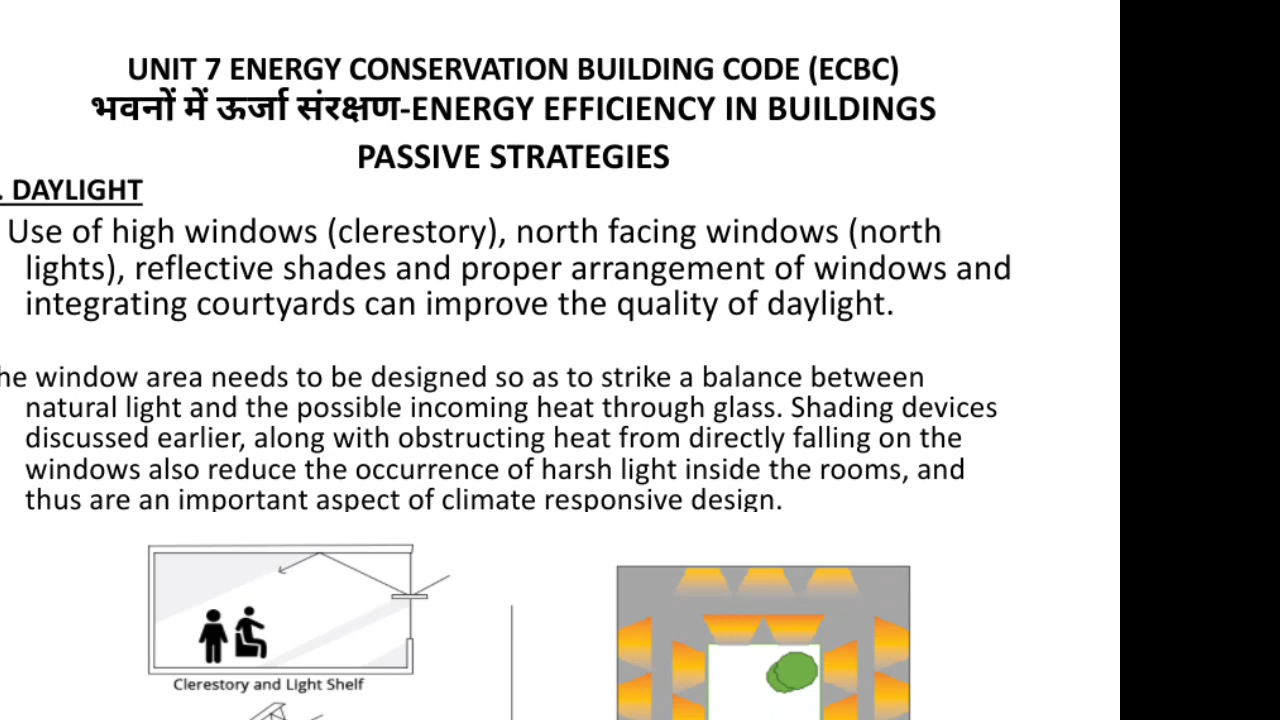 UNIT 7 ENERGY CONSERVATION BUILDING CODE (ECBC)
भवनों में ऊर्जा संरक्षण-ENERGY EFFICIENCY IN BUILDINGS
PASSIVE STRATEGIES
. DAYLIGHT
Use of high windows (clerestory), north facing windows (north
lights), reflective shades and proper arrangement of windows and
integrating courtyards can improve the quality of daylight.
he window area needs to be designed so as to strike a balance between
natural light and the possible incoming heat through glass. Shading devices
discussed earlier, along with obstructing heat from directly falling on the
windows also reduce the occurrence of harsh light inside the rooms, and
thus are an important aspect of climate responsive design.
Clerestory and Light Shelf